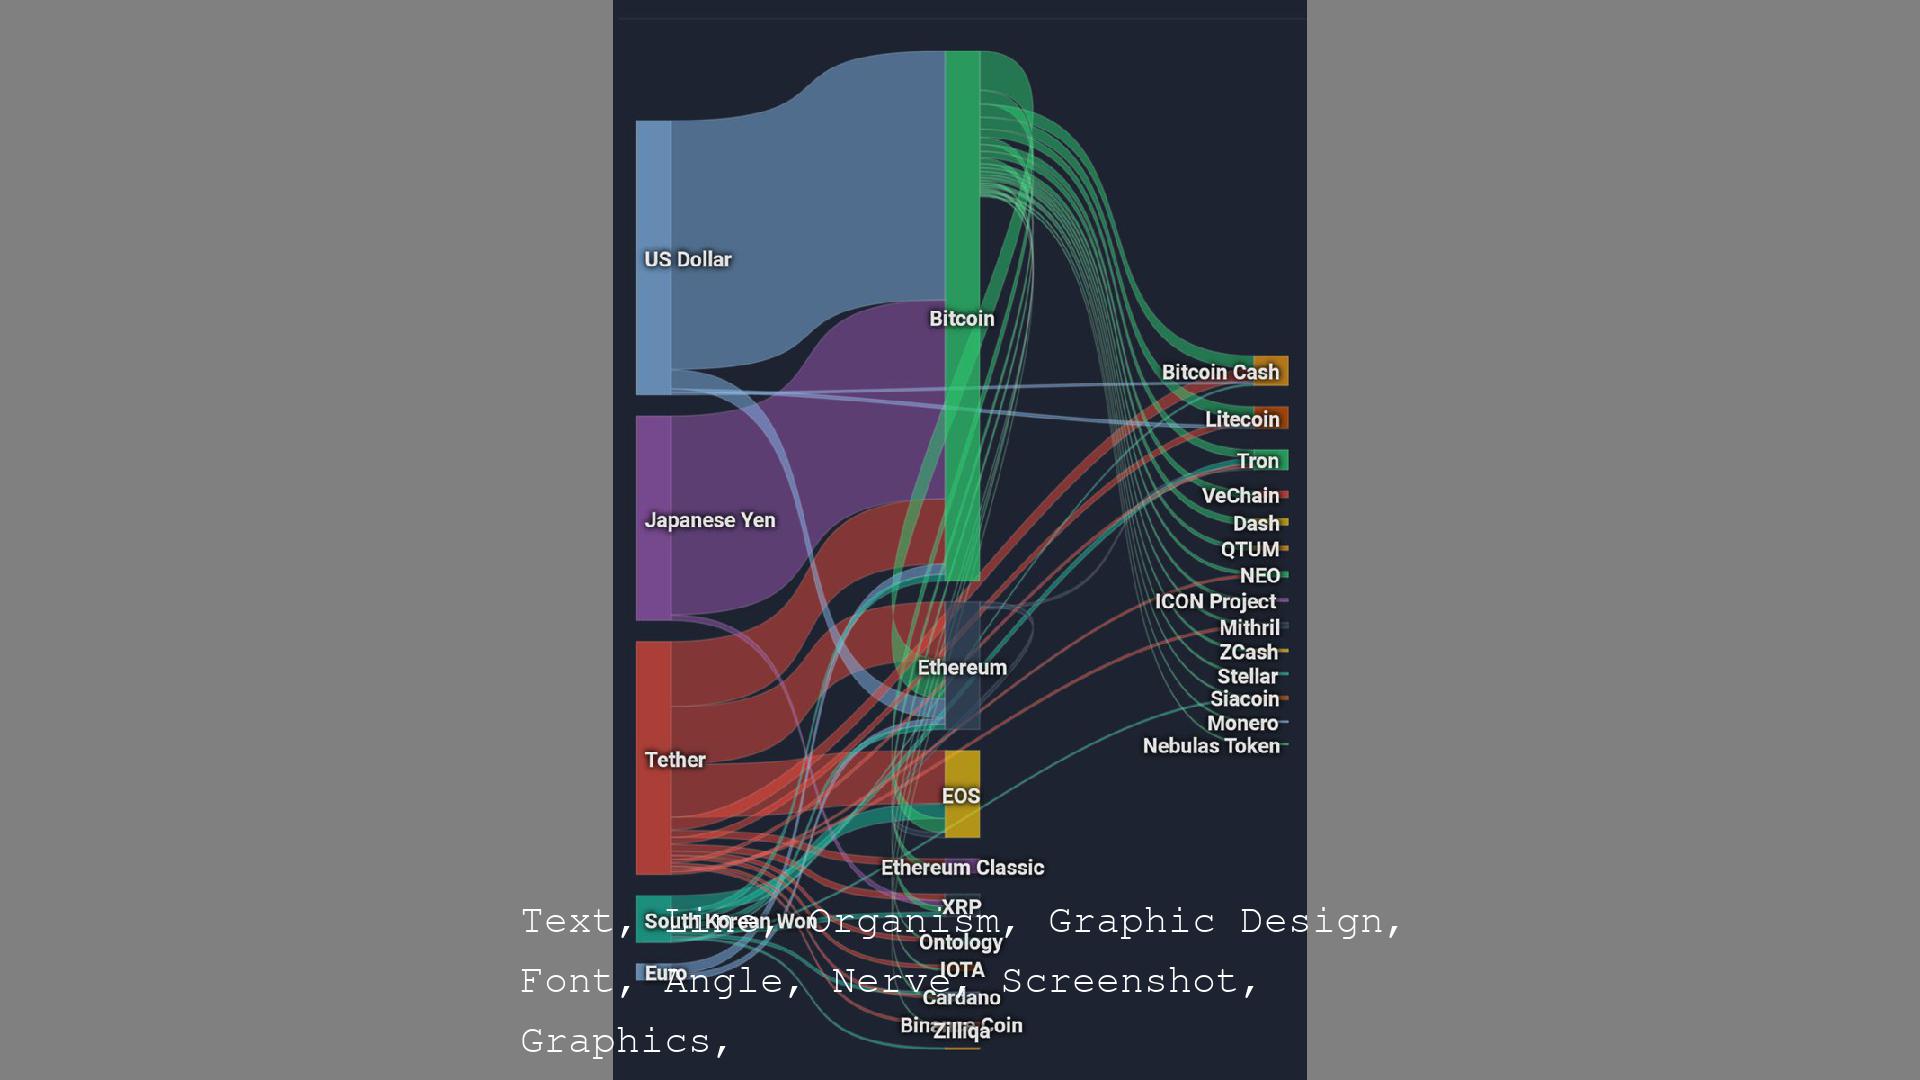 US Dollar
Bitcoin
Bitcoin Cash
Litecoin
Tron
VeChain
Japanese Yen
Dash
QTUM
NEO
ICON Project
Mithril
ZCash
Ethereum
Stellar
Siacoin
Monero
Nebulas Token
Tether
EOS
Ethereum Classic
XRP
South Korean Won
Text, Line, Organism, Graphic Design,
Ontology
IOTA
Euro
Font, Angle, Nerve, Screenshot,
Cardano
Binance Coin
Zilliqa
Graphics,